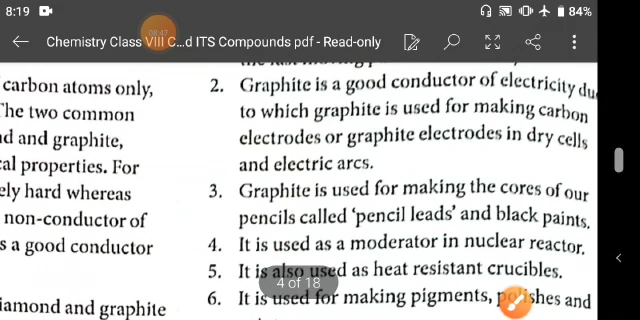 8:19
84%
08:47
Chemistry Class VIII C...d ITS Compounds pdf - Read-only
carbon atoms only,
The two common
d and graphite,
cal properties. For
ely hard whereas
non-conductor of
s a good conductor
iamond and graphite
2. Graphite is a good conductor of electricity du
to which graphite is used for making carbon
electrodes or graphite electrodes in dry cells
and electric arcs.
3. Graphite is used for making the cores of our
pencils called 'pencil leads' and black paints.
4. It is used as a moderator in nuclear reactor.
5. It is also used as heat resistant crucibles.
4 of 18
6. It is used for making pigments, polishes and